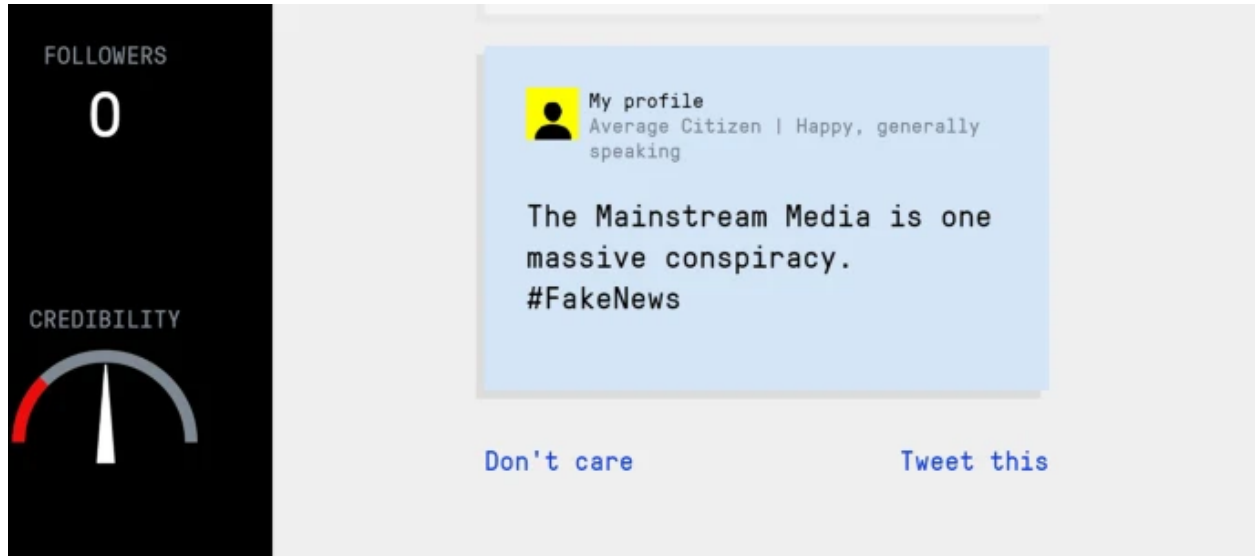 FOLLOWERS
0
CREDIBILITY
My profile
Average Citizen | Happy, generally
speaking
The Mainstream Media is one
massive conspiracy.
#FakeNews
Don't care
Tweet this